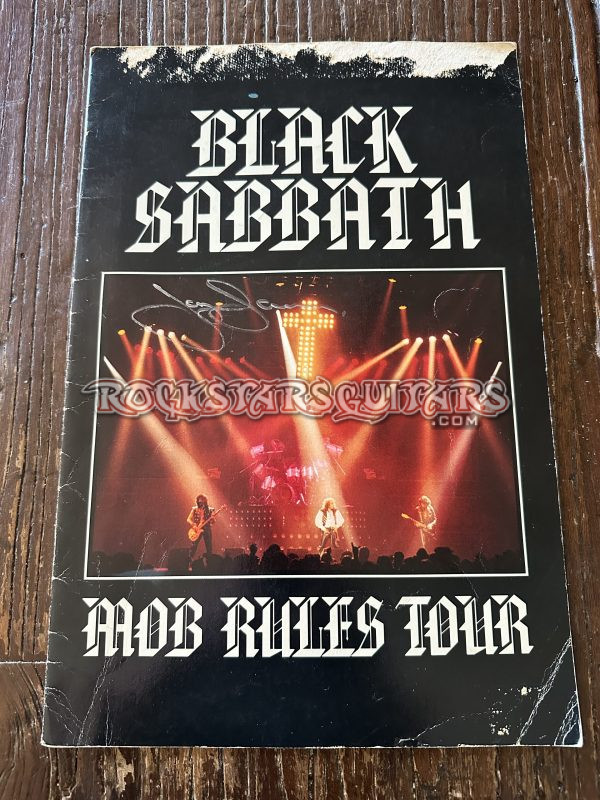 BLACK
SABBATH
ROCKSTARSGUITARS
.COM
MOB RULES TOUR